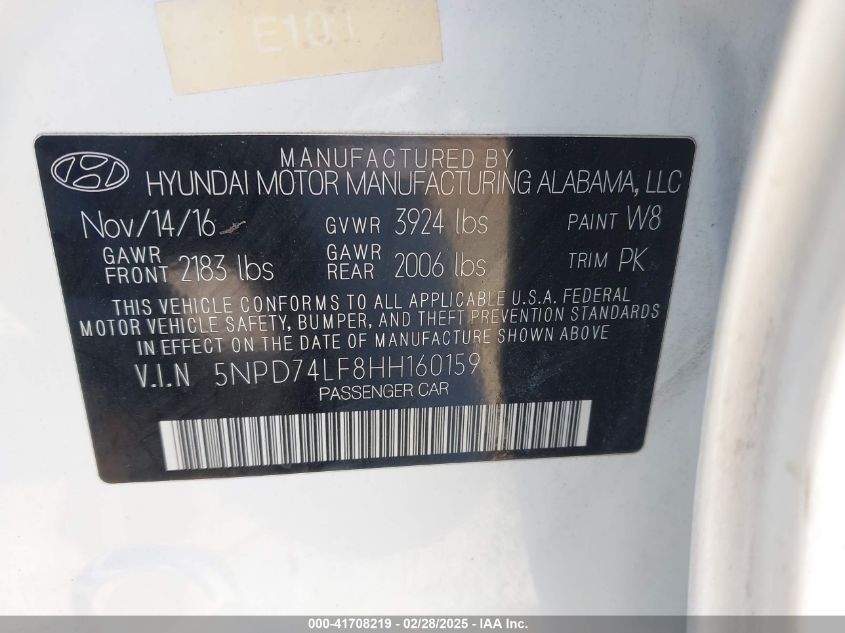 E101
MANUFACTURED BY
HYUNDAI MOTOR MANUFACTURING ALABAMA, LLC
Nov/14/16 GVWR 3924 lbs PAINT W8
GAWR FRONT 2183 lbs GAWR REAR 2006 lbs TRIM PK
THIS VEHICLE CONFORMS TO ALL APPLICABLE U.S.A. FEDERAL
MOTOR VEHICLE SAFETY, BUMPER, AND THEFT PREVENTION STANDARDS
IN EFFECT ON THE DATE OF MANUFACTURE SHOWN ABOVE.
V.I.N 5NPD74LF8HH160159
PASSENGER CAR
000-41708219 - 02/28/2025 - IAA Inc.